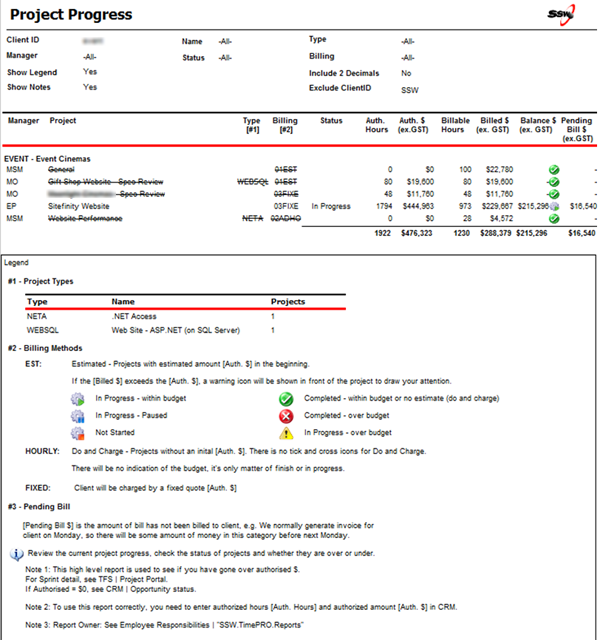 Project Progress
SSW
Client ID
Name -All- Type -All-
Manager -All- Status -All- Billing -All-
Show Legend Yes Include 2 Decimals No
Show Notes Yes Exclude ClientID SSW
Manager Project Type [#1] Billing [#2] Status Auth. Hours Auth. $ (ex.GST) Billable Hours Billed $ (ex. GST) Balance $ (ex. GST) Pending Bill $ (ex.GST)
EVENT - Event Cinemas
MSM General 01EST 0 $0 100 $22,780 -
MO Gift Shop Website - Spec Review WEBSQL 01EST 80 $19,600 80 $19,600 - -
MO - Spec Review 03FIXE 48 $11,760 48 $11,760 - -
EP Sitefinity Website 03FIXE In Progress 1794 $444,963 973 $229,667 $215,296 $16,540
MSM Website Performance NETA 02ADHO 0 $0 28 $4,572 -
1922 $476,323 1230 $288,379 $215,296 $16,540
Legend
#1 - Project Types
Type Name Projects
NETA .NET Access 1
WEBSQL Web Site - ASP.NET (on SQL Server) 1
#2 - Billing Methods
EST: Estimated - Projects with estimated amount [Auth. $] in the beginning.
If the [Billed $] exceeds the [Auth. $], a warning icon will be shown in front of the project to draw your attention.
In Progress - within budget Completed - within budget or no estimate (do and charge)
In Progress - Paused Completed - over budget
Not Started In Progress - over budget
HOURLY: Do and Charge - Projects without an inital [Auth. $]. There is no tick and cross icons for Do and Charge.
There will be no indication of the budget, it's only matter of finish or in progress.
FIXED: Client will be charged by a fixed quote [Auth. $]
#3 - Pending Bill
[Pending Bill $] is the amount of bill has not been billed to client, e.g. We normally generate invoice for
client on Monday, so there will be some amount of money in this category before next Monday.
Review the current project progress, check the status of projects and whether they are over or under.
Note 1: This high level report is used to see if you have gone over authorised $.
For Sprint detail, see TFS | Project Portal.
If Authorised = $0, see CRM | Opportunity status.
Note 2: To use this report correctly, you need to enter authorized hours [Auth. Hours] and authorized amount [Auth. $] in CRM.
Note 3: Report Owner: See Employee Responsibilities | "SSW.TimePRO.Reports"